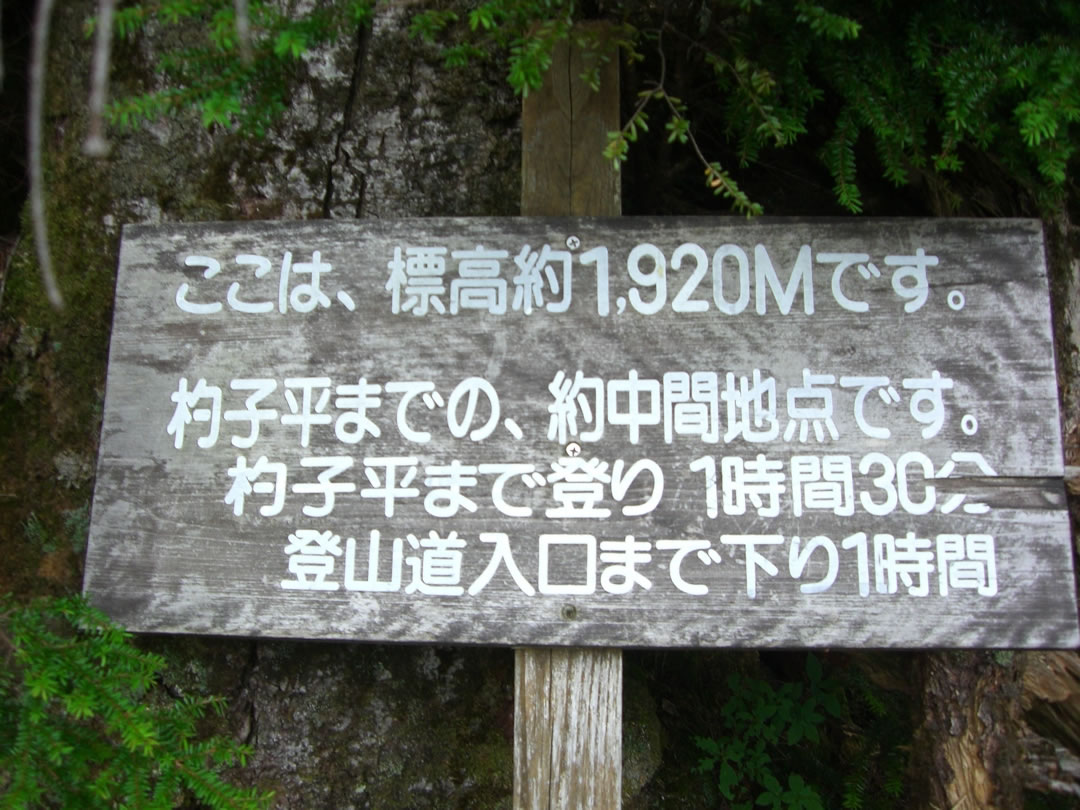 ここは、標高約1,920Mです。
杓子平までの、約中間地点です。
杓子平まで登り 1時間30分
登山道入口まで下り1時間